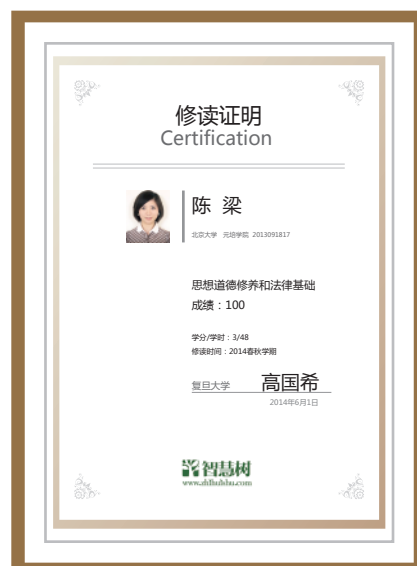 修读证明
Certification
陈 梁
北京大学 元培学院 2013091817
思想道德修养和法律基础
成绩：100
学分/学时：3/48
修读时间：2014春秋学期
复旦大学 高国希
2014年6月1日
智慧树
www.zhihuishu.com